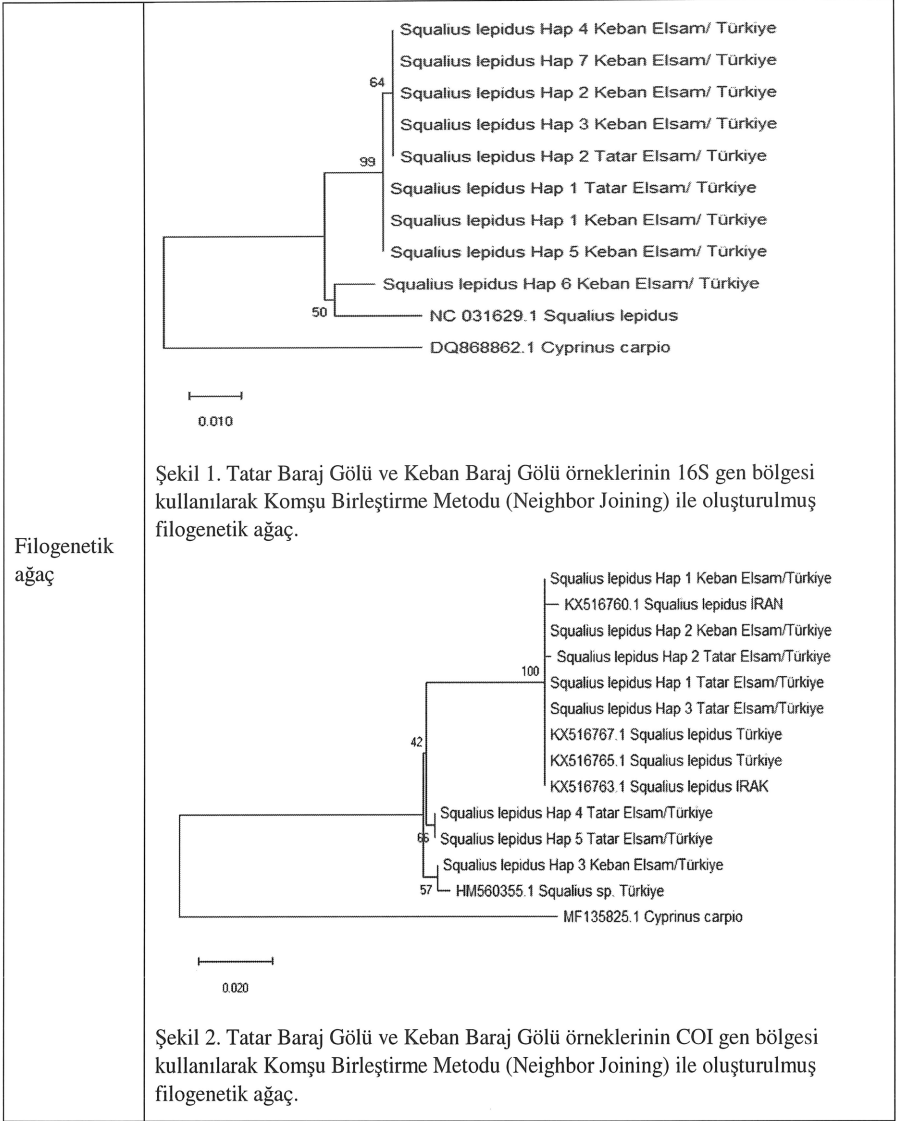 Filogenetik
ağaç
Squalius lepidus Hap 4 Keban Elsam/ Türkiye
Squalius lepidus Hap 7 Keban Elsam/ Türkiye
64
Squalius lepidus Hap 2 Keban Elsam/ Türkiye
Squalius lepidus Hap 3 Keban Elsam/ Türkiye
Squalius lepidus Hap 2 Tatar Elsam/ Türkiye
99
Squalius lepidus Hap 1 Tatar Elsam/ Türkiye
Squalius lepidus Hap 1 Keban Elsam/ Türkiye
Squalius lepidus Hap 5 Keban Elsam/ Türkiye
Squalius lepidus Hap 6 Keban Elsam/ Türkiye
50
NC 031629.1 Squalius lepidus
DQ868862.1 Cyprinus carpio
0.010
Şekil 1. Tatar Baraj Gölü ve Keban Baraj Gölü örneklerinin 16S gen bölgesi
kullanılarak Komşu Birleştirme Metodu (Neighbor Joining) ile oluşturulmuş
filogenetik ağaç.
Squalius lepidus Hap 1 Keban Elsam/Türkiye
KX516760.1 Squalius lepidus İRAN
Squalius lepidus Hap 2 Keban Elsam/Türkiye
Squalius lepidus Hap 2 Tatar Elsam/Türkiye
100
Squalius lepidus Hap 1 Tatar Elsam/Türkiye
Squalius lepidus Hap 3 Tatar Elsam/Türkiye
KX516767.1 Squalius lepidus Türkiye
42
KX516765.1 Squalius lepidus Türkiye
KX516763.1 Squalius lepidus IRAK
Squalius lepidus Hap 4 Tatar Elsam/Türkiye
66
Squalius lepidus Hap 5 Tatar Elsam/Türkiye
Squalius lepidus Hap 3 Keban Elsam/Türkiye
57
HM560355.1 Squalius sp. Türkiye
MF135825.1 Cyprinus carpio
0.020
Şekil 2. Tatar Baraj Gölü ve Keban Baraj Gölü örneklerinin COI gen bölgesi
kullanılarak Komşu Birleştirme Metodu (Neighbor Joining) ile oluşturulmuş
filogenetik ağaç.